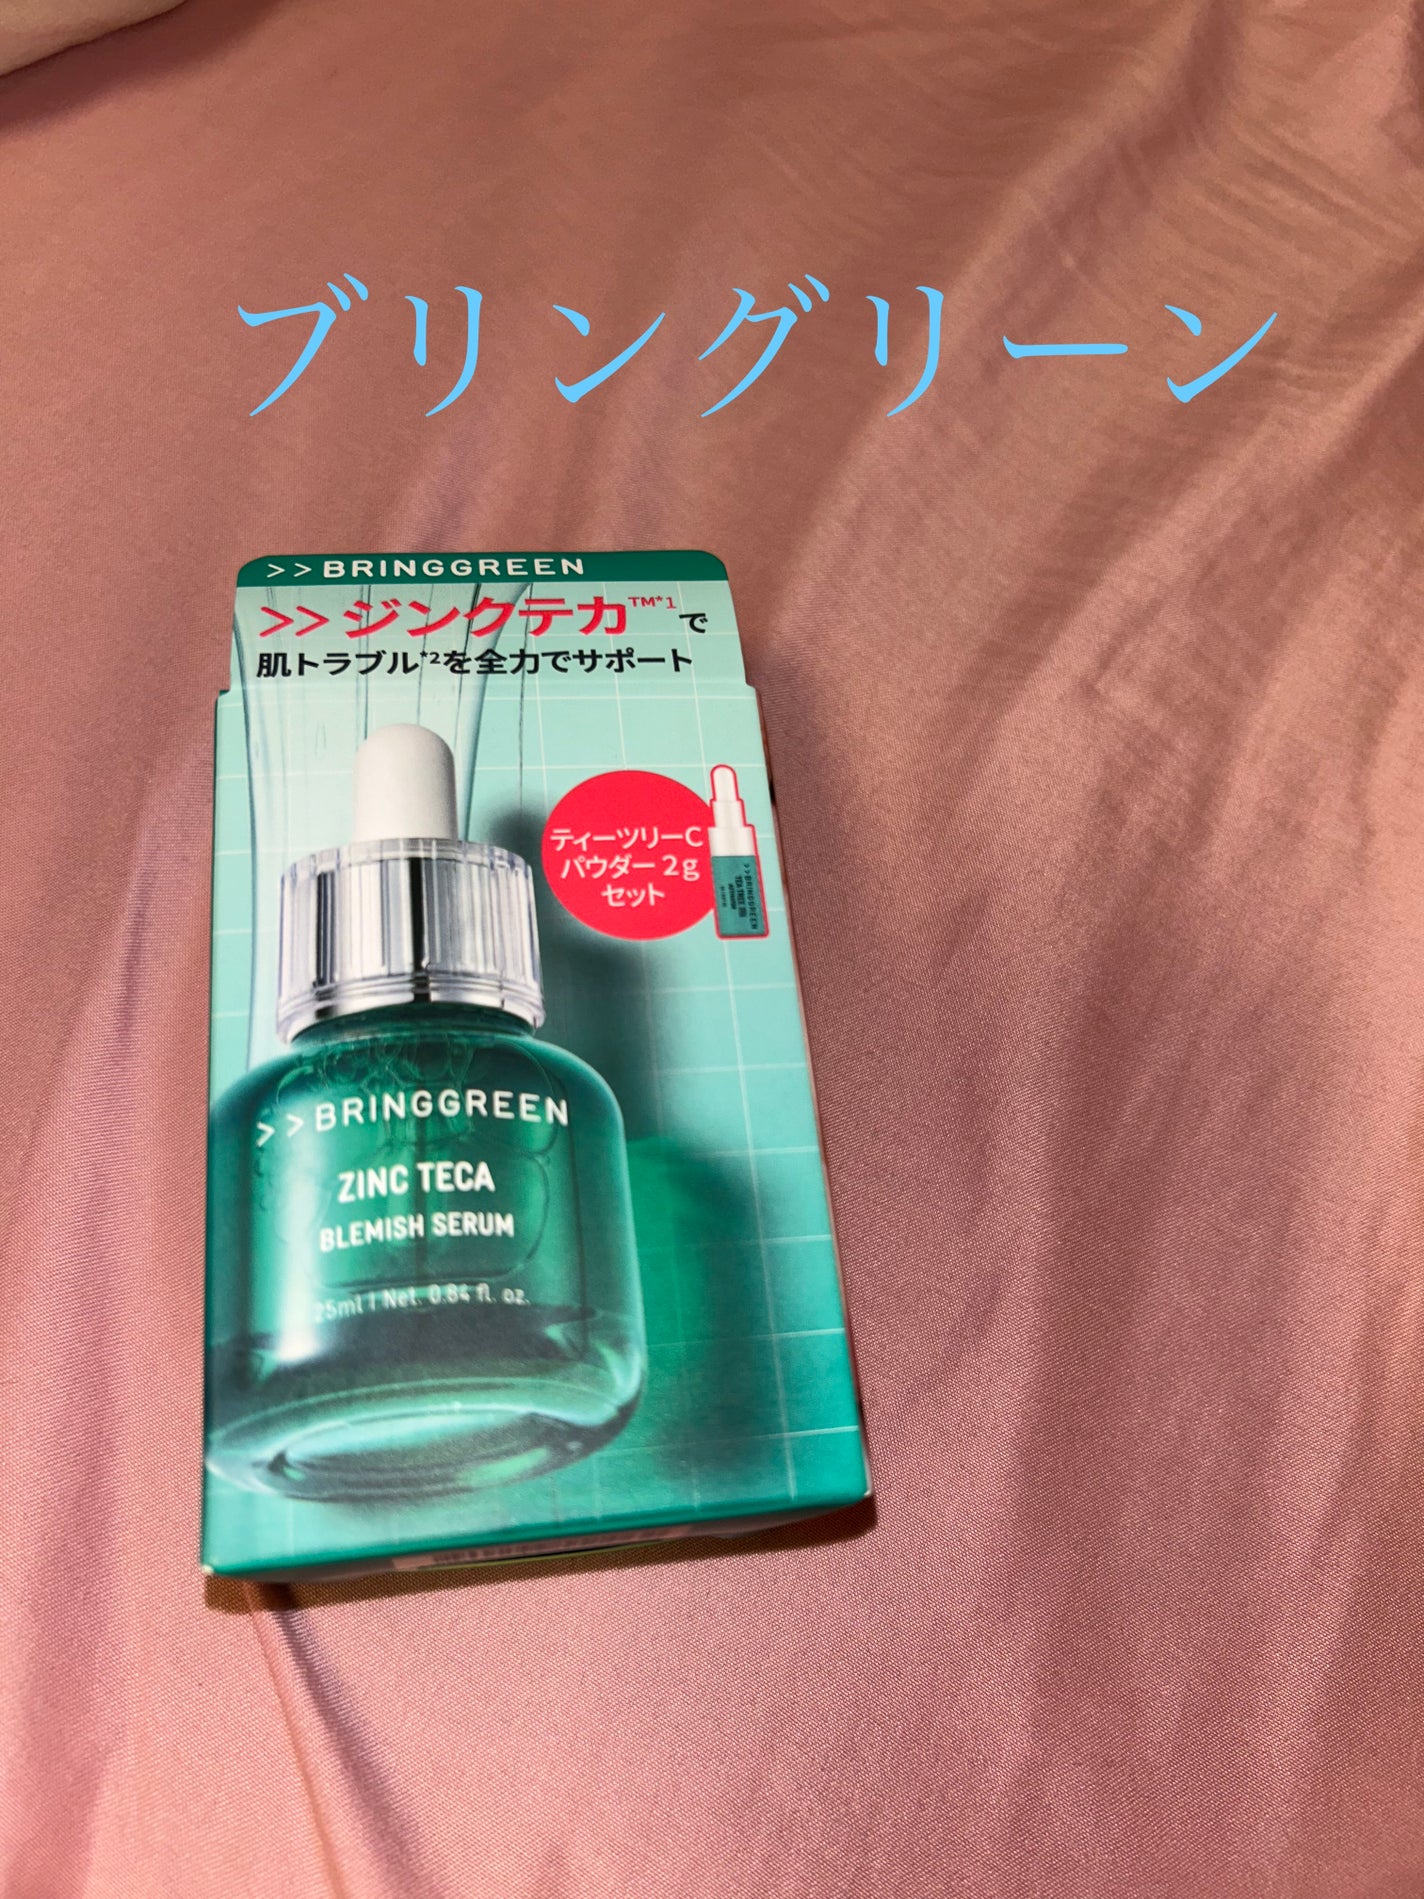 ブリングリーン
>>BRINGGREEN
>>ジンクテカ™*1で
肌トラブル*2を全力でサポート
ティーツリーC
パウダー 2g
セット
>>BRINGGREEN
>>BRINGGREEN
ZINC TECA
BLEMISH SERUM
25ml | Net. 0.84 fl. oz.